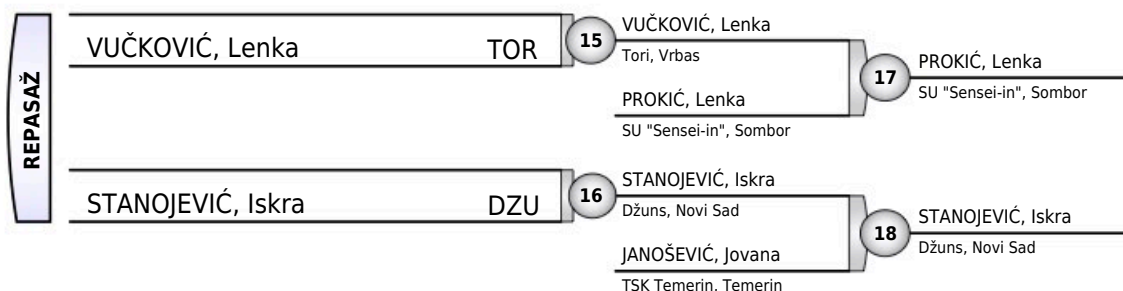 REPASAŽ
VUČKOVIĆ, Lenka TOR
15
VUČKOVIĆ, Lenka
Tori, Vrbas
PROKIĆ, Lenka
SU "Sensei-in", Sombor
17
PROKIĆ, Lenka
SU "Sensei-in", Sombor
STANOJEVIĆ, Iskra DZU
16
STANOJEVIĆ, Iskra
Džuns, Novi Sad
JANOŠEVIĆ, Jovana
TSK Temerin, Temerin
18
STANOJEVIĆ, Iskra
Džuns, Novi Sad